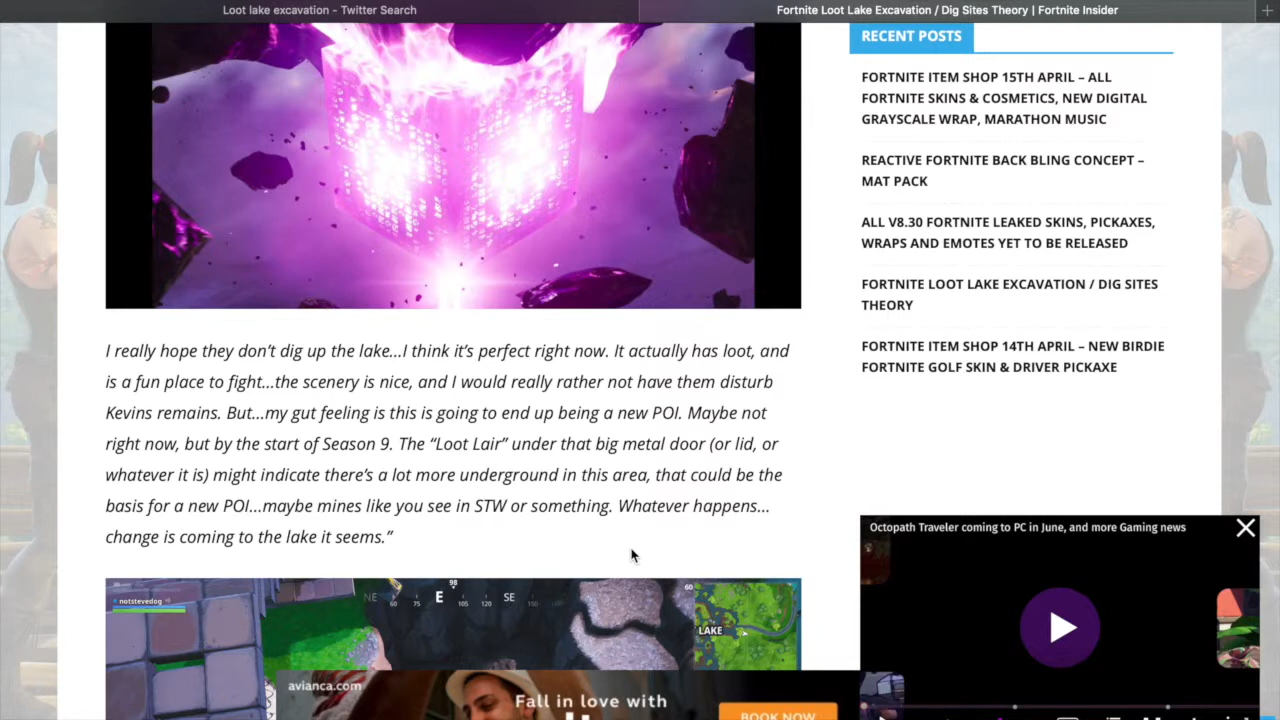 Loot lake excavation - Twitter Search
Fortnite Loot Lake Excavation / Dig Sites Theory | Fortnite Insider
RECENT POSTS
FORTNITE ITEM SHOP 15TH APRIL – ALL
FORTNITE SKINS & COSMETICS, NEW DIGITAL
GRAYSCALE WRAP, MARATHON MUSIC
REACTIVE FORTNITE BACK BLING CONCEPT –
MAT PACK
ALL V8.30 FORTNITE LEAKED SKINS, PICKAXES,
WRAPS AND EMOTES YET TO BE RELEASED
FORTNITE LOOT LAKE EXCAVATION / DIG SITES
THEORY
FORTNITE ITEM SHOP 14TH APRIL – NEW BIRDIE
FORTNITE GOLF SKIN & DRIVER PICKAXE
I really hope they don’t dig up the lake…I think it’s perfect right now. It actually has loot, and
is a fun place to fight…the scenery is nice, and I would really rather not have them disturb
Kevins remains. But…my gut feeling is this is going to end up being a new POI. Maybe not
right now, but by the start of Season 9. The “Loot Lair” under that big metal door (or lid, or
whatever it is) might indicate there’s a lot more underground in this area, that could be the
basis for a new POI…maybe mines like you see in STW or something. Whatever happens…
change is coming to the lake it seems.”
Octopath Traveler coming to PC in June, and more Gaming news
notstevedog
98
NE E SE
60 75 105 120 150
60
LAKE
avianca.com
Fall in love with
BOOK NOW